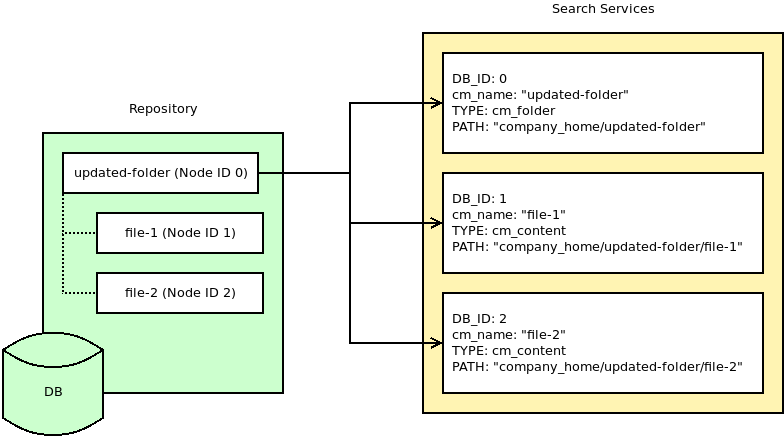 Search Services
DB_ID: 0
cm_name: "updated-folder"
TYPE: cm_folder
PATH: "company_home/updated-folder"
Repository
updated-folder (Node ID 0)
DB_ID: 1
cm_name: "file-1"
TYPE: cm_content
PATH: "company_home/updated-folder/file-1"
file-1 (Node ID 1)
file-2 (Node ID 2)
DB_ID: 2
cm_name: "file-2"
TYPE: cm_content
PATH: "company_home/updated-folder/file-2"
DB